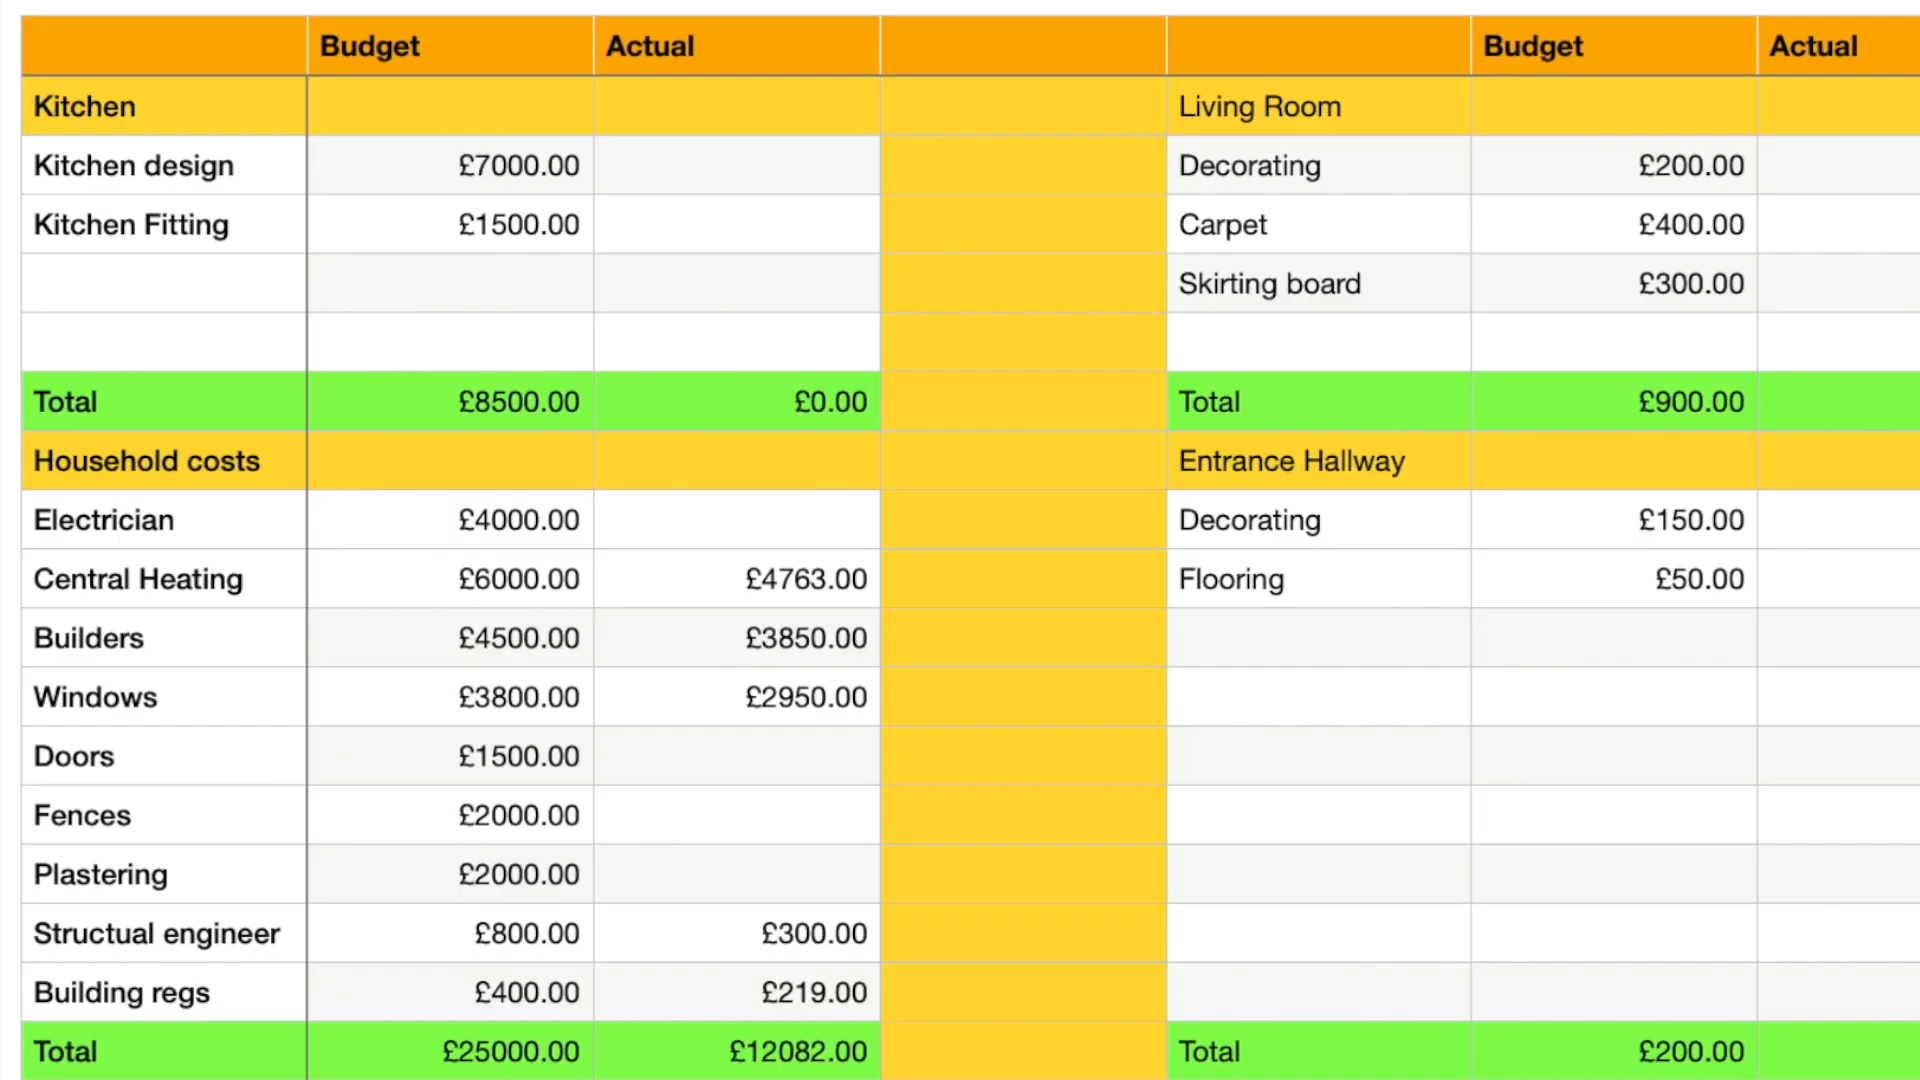 Budget Actual Budget Actual
Kitchen Living Room
Kitchen design £7000.00 Decorating £200.00
Kitchen Fitting £1500.00 Carpet £400.00
Skirting board £300.00
Total £8500.00 £0.00 Total £900.00
Household costs Entrance Hallway
Electrician £4000.00 Decorating £150.00
Central Heating £6000.00 £4763.00 Flooring £50.00
Builders £4500.00 £3850.00
Windows £3800.00 £2950.00
Doors £1500.00
Fences £2000.00
Plastering £2000.00
Structual engineer £800.00 £300.00
Building regs £400.00 £219.00
Total £25000.00 £12082.00 Total £200.00